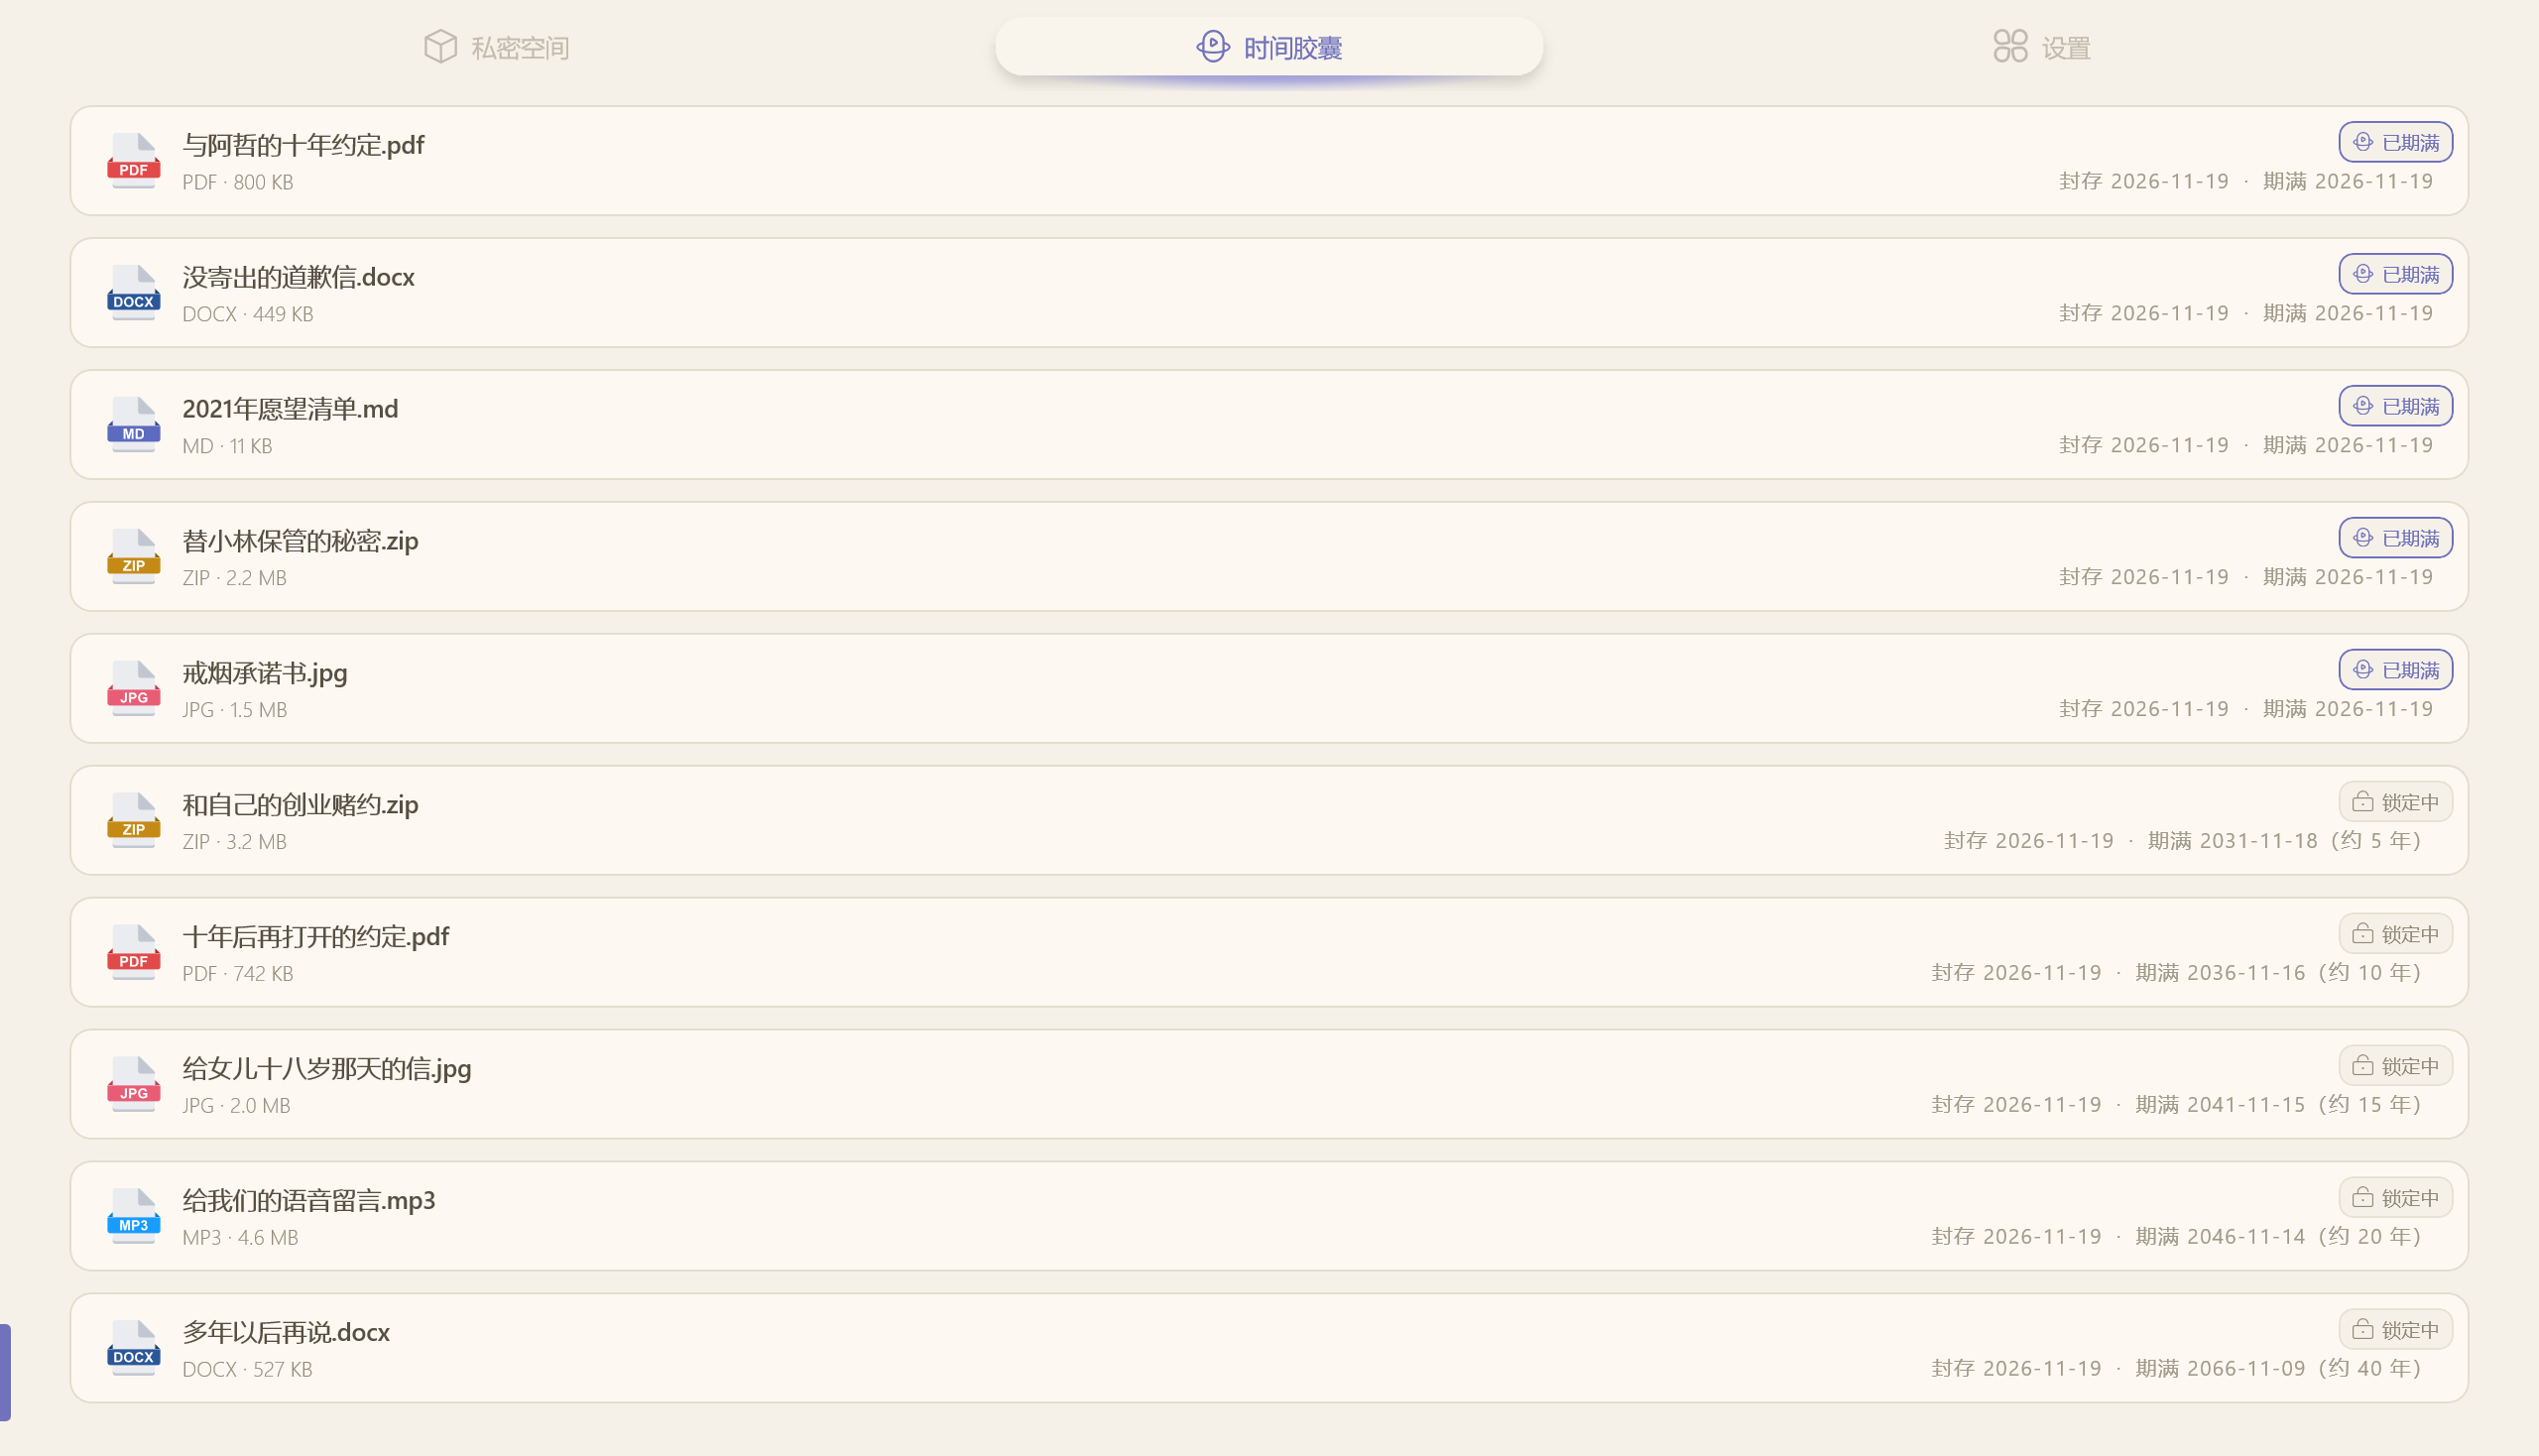 私密空间
时间胶囊
设置
PDF
与阿哲的十年约定.pdf
已期满
PDF · 800 KB
封存 2026-11-19 · 期满 2026-11-19
DOCX
没寄出的道歉信.docx
已期满
DOCX · 449 KB
封存 2026-11-19 · 期满 2026-11-19
MD
2021年愿望清单.md
已期满
MD · 11 KB
封存 2026-11-19 · 期满 2026-11-19
ZIP
替小林保管的秘密.zip
已期满
ZIP · 2.2 MB
封存 2026-11-19 · 期满 2026-11-19
JPG
戒烟承诺书.jpg
已期满
JPG · 1.5 MB
封存 2026-11-19 · 期满 2026-11-19
ZIP
和自己的创业赌约.zip
锁定中
ZIP · 3.2 MB
封存 2026-11-19 · 期满 2031-11-18（约 5 年）
PDF
十年后再打开的约定.pdf
锁定中
PDF · 742 KB
封存 2026-11-19 · 期满 2036-11-16（约 10 年）
JPG
给女儿十八岁那天的信.jpg
锁定中
JPG · 2.0 MB
封存 2026-11-19 · 期满 2041-11-15（约 15 年）
MP3
给我们的语音留言.mp3
锁定中
MP3 · 4.6 MB
封存 2026-11-19 · 期满 2046-11-14（约 20 年）
DOCX
多年以后再说.docx
锁定中
DOCX · 527 KB
封存 2026-11-19 · 期满 2066-11-09（约 40 年）